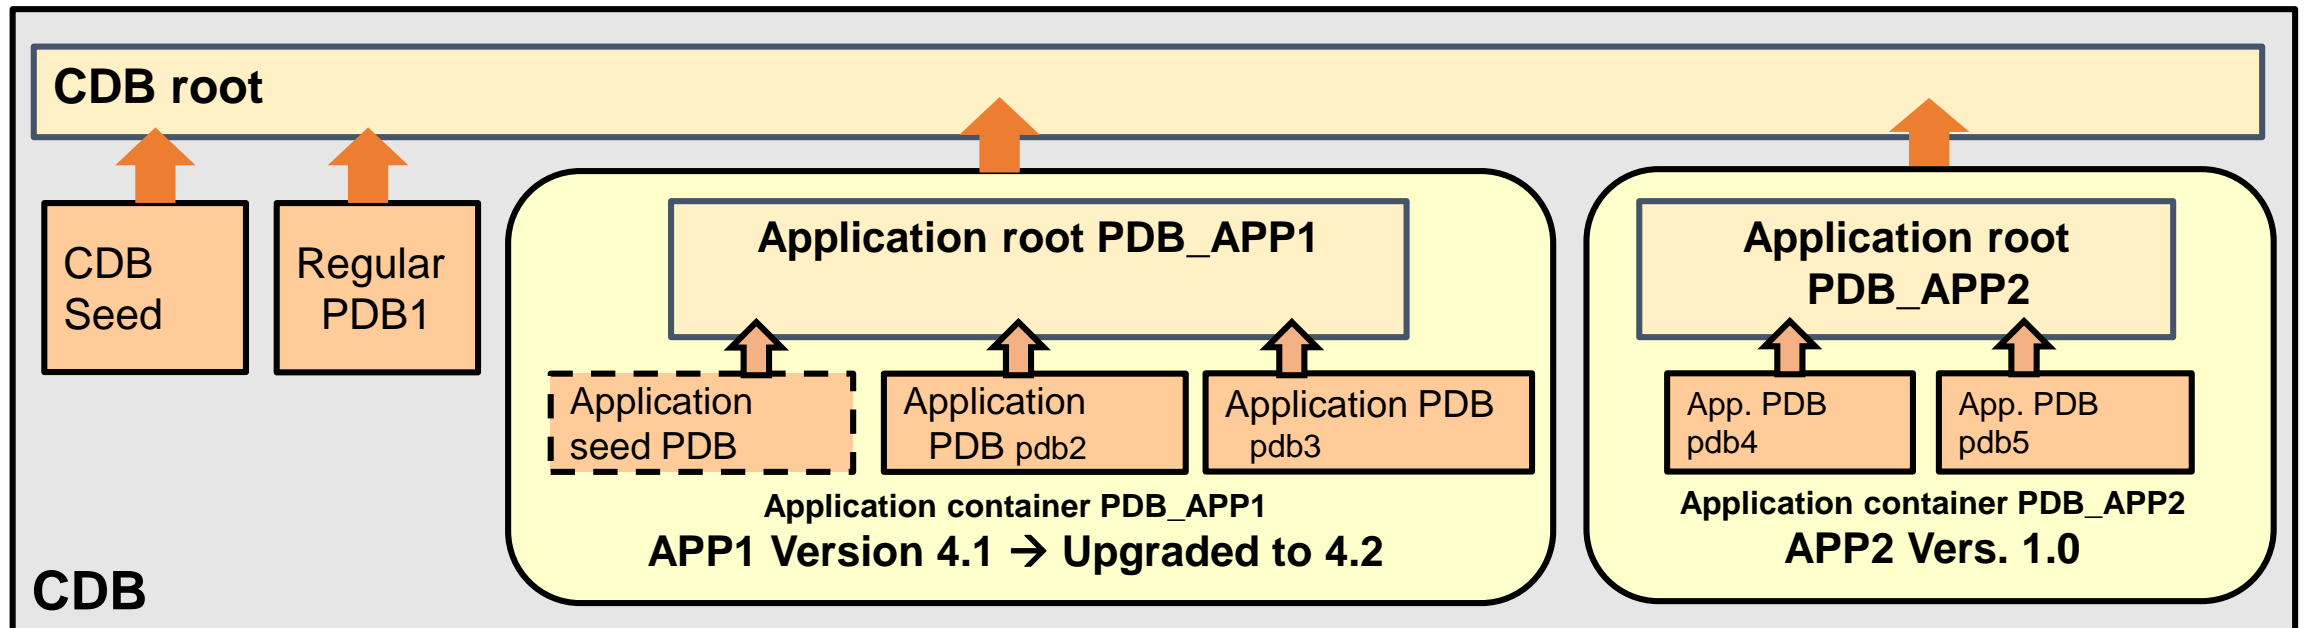 CDB root
CDB
Seed
Regular
PDB1
Application root PDB_APP1
Application
seed PDB
Application
PDB pdb2
Application PDB
pdb3
Application container PDB_APP1
APP1 Version 4.1 → Upgraded to 4.2
Application root
PDB_APP2
App. PDB
pdb4
App. PDB
pdb5
Application container PDB_APP2
APP2 Vers. 1.0
CDB